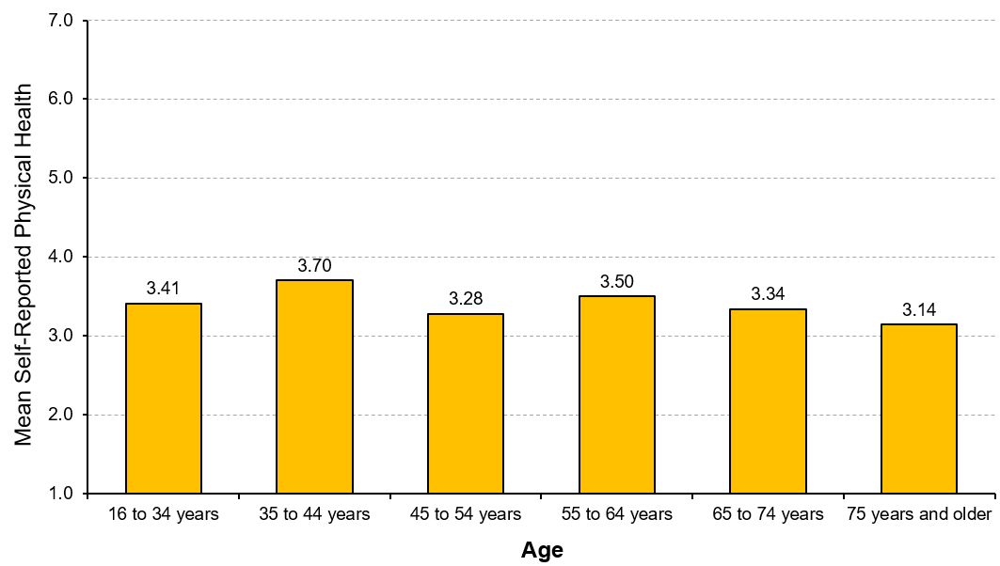 7.0
6.0
5.0
4.0
3.0
2.0
1.0
Mean Self-Reported Physical Health
3.41
3.70
3.28
3.50
3.34
3.14
16 to 34 years
35 to 44 years
45 to 54 years
55 to 64 years
65 to 74 years
75 years and older
Age